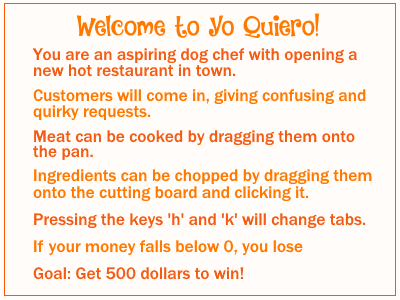 Welcome to Yo Quiero!
You are an aspiring dog chef with opening a
new hot restaurant in town.
Customers will come in, giving confusing and
quirky requests.
Meat can be cooked by dragging them onto
the pan.
Ingredients can be chopped by dragging them
onto the cutting board and clicking it.
Pressing the keys 'h' and 'k' will change tabs.
If your money falls below 0, you lose
Goal: Get 500 dollars to win!